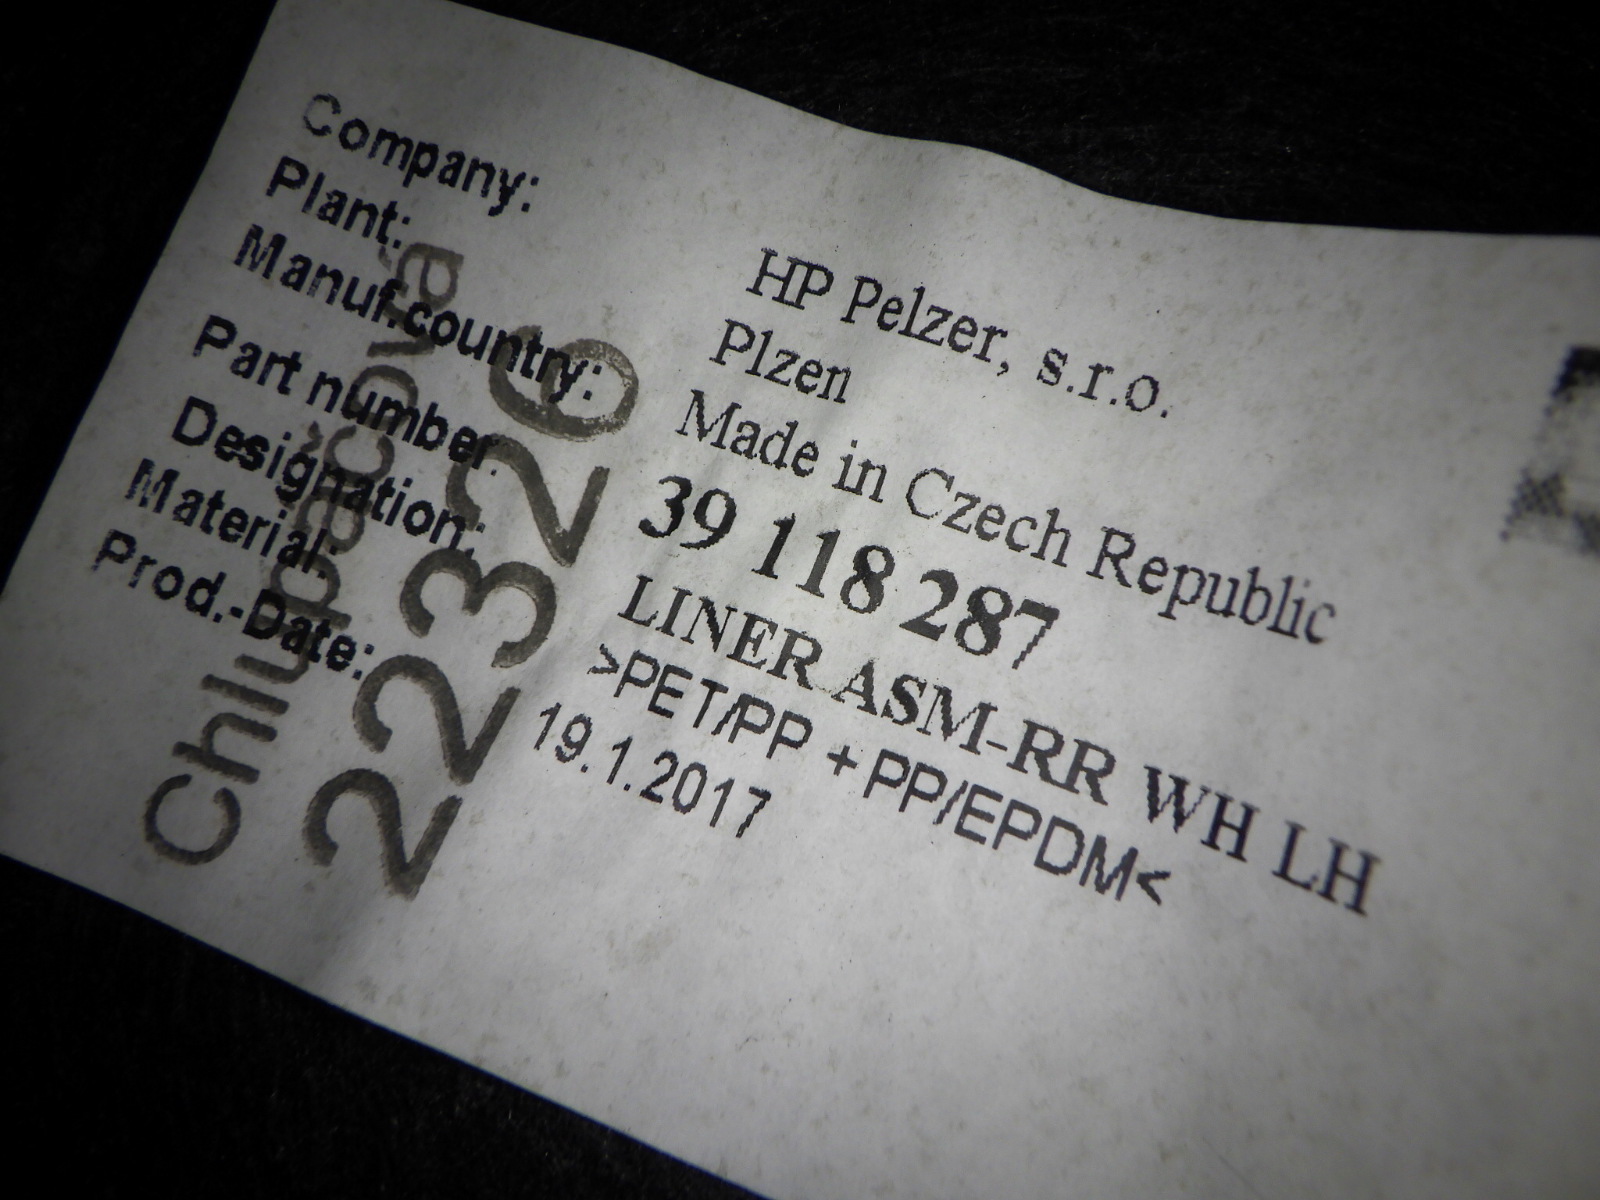 Company: HP Pelzer, s.r.o.
Plant: Plzen
Manuf.country: Made in Czech Republic
Part number: 39 118 287
Designation: LINER ASM-RR WH LH
Material: >PET/PP + PP/EPDM<
Prod.-Date: 19.1.2017
Chlupáčová
22326